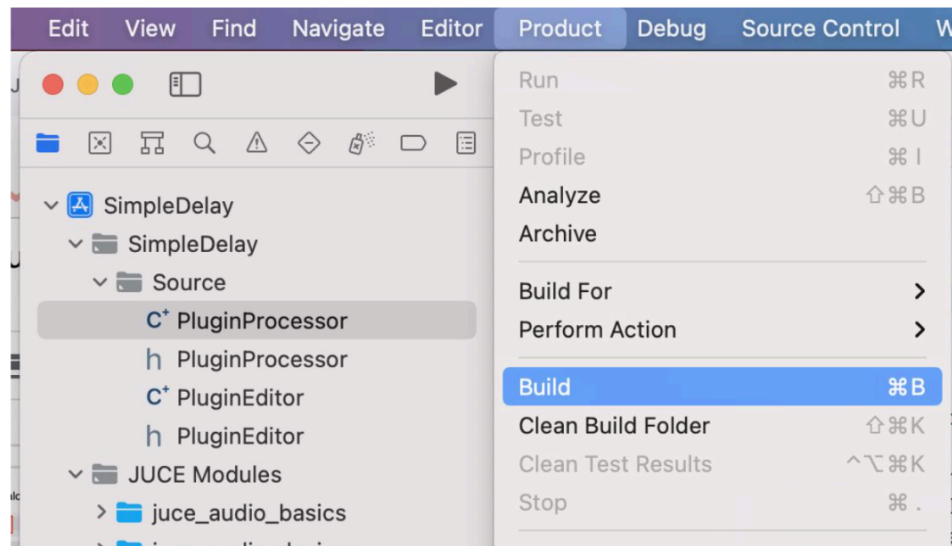 Edit View Find Navigate Editor Product Debug Source Control
Run ⌘R
Test ⌘U
Profile ⌘I
Analyze ⇧⌘B
Archive
Build For
Perform Action
Build ⌘B
Clean Build Folder ⇧⌘K
Clean Test Results ^⌥⌘K
Stop ⌘.
SimpleDelay
SimpleDelay
Source
C+ PluginProcessor
h PluginProcessor
C+ PluginEditor
h PluginEditor
JUCE Modules
juce_audio_basics